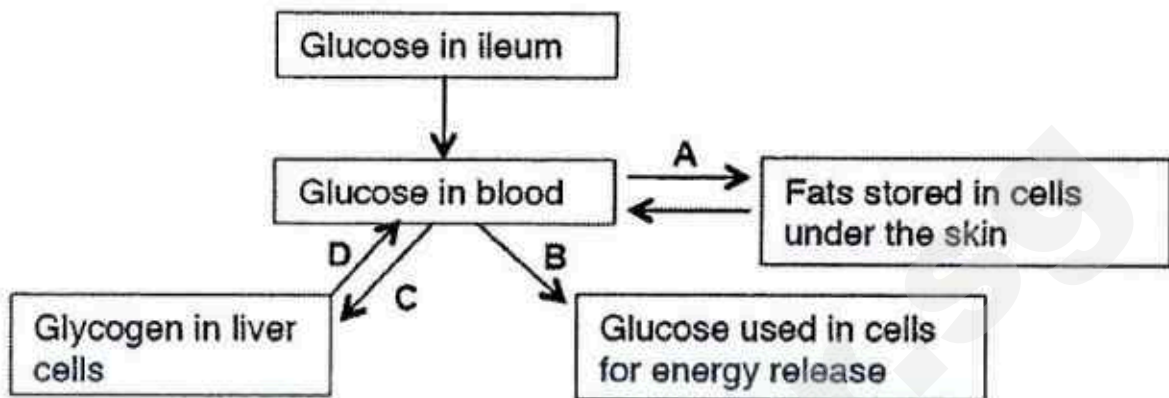 Glucose in ileum
A
Glucose in blood
Fats stored in cells
under the skin
D
B
C
Glycogen in liver
cells
Glucose used in cells
for energy release